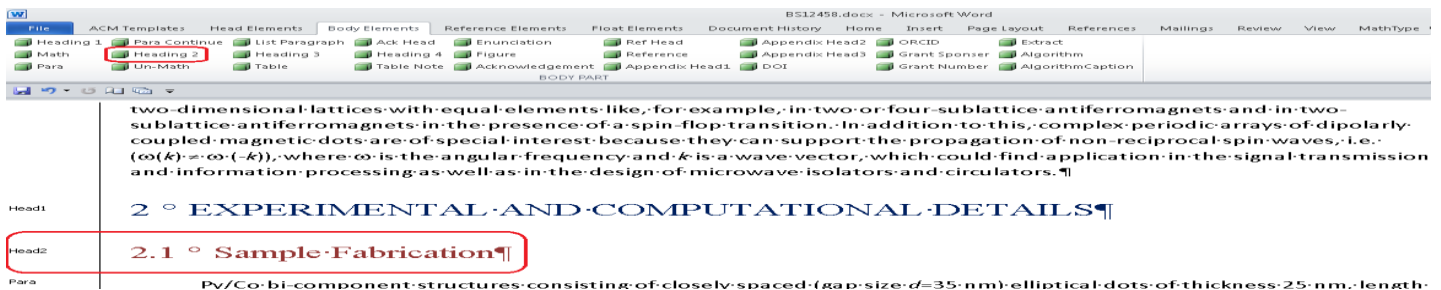 W BS12458.docx - Microsoft Word
File ACM Templates Head Elements Body Elements Reference Elements Float Elements Document History Home Insert Page Layout References Mailings Review View MathType
Heading 1 Para Continue List Paragraph Ack Head Enunciation Ref Head Appendix Head2 ORCID Extract
Math Heading 2 Heading 3 Heading 4 Figure Reference Appendix Head3 Grant Sponser Algorithm
Para Un-Math Table Table Note Acknowledgement Appendix Head1 DOI Grant Number AlgorithmCaption
BODY PART
two-dimensional·lattices·with·equal·elements·like,·for·example,·in·two·or·four-sublattice·antiferromagnets·and·in·two-
sublattice·antiferromagnets·in·the·presence·of·a·spin-flop·transition.·In·addition·to·this,·complex·periodic·arrays·of·dipolarly·
coupled·magnetic·dots·are·of·special·interest·because·they·can·support·the·propagation·of·non-reciprocal·spin·waves,·i.e.·
(ω(k)·≠·ω·(-k)),·where·ω·is·the·angular·frequency·and·k·is·a·wave·vector,·which·could·find·application·in·the·signal·transmission
and·information·processing·as·well·as·in·the·design·of·microwave·isolators·and·circulators.¶
Head1 2 ° EXPERIMENTAL·AND·COMPUTATIONAL·DETAILS¶
Head2 2.1 ° Sample·Fabrication¶
Para Py/Co·bi-component·structures·consisting·of·closely·spaced·(gap·size·d=35·nm)·elliptical·dots·of·thickness·25·nm,·length·